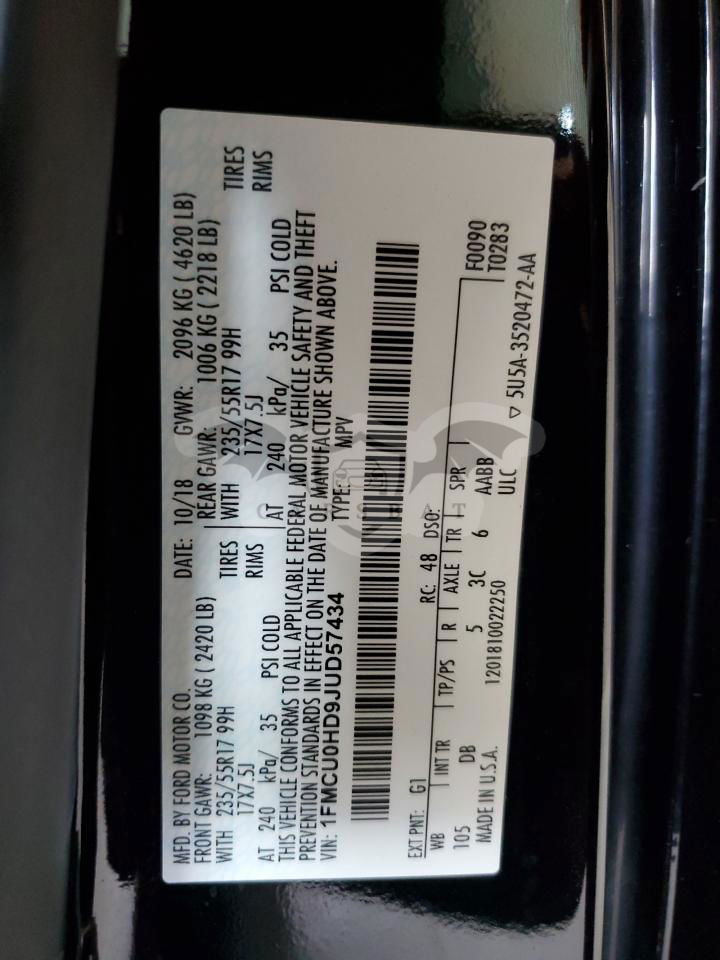 MFD. BY FORD MOTOR CO. DATE: 10/18 GVWR: 2096 KG ( 4620 LB)
FRONT GAWR: 1098 KG ( 2420 LB) REAR GAWR: 1006 KG ( 2218 LB)
WITH 235/55R17 99H TIRES WITH 235/55R17 99H TIRES
17X7.5J RIMS 17X7.5J RIMS
AT 240 kPa/ 35 PSI COLD AT 240 kPa/ 35 PSI COLD
THIS VEHICLE CONFORMS TO ALL APPLICABLE FEDERAL MOTOR VEHICLE SAFETY AND THEFT
PREVENTION STANDARDS IN EFFECT ON THE DATE OF MANUFACTURE SHOWN ABOVE.
VIN: 1FMCU0HD9JUD57434 TYPE: MPV
EXT PNT: G1 RC: 48 DSO: F0090
WB INT TR TP/PS R AXLE TR SPR T0283
105 DB 5 3C 6 AABB
MADE IN U.S.A. 1201810022250 ULC
▽ 5U5A-3520472-AA